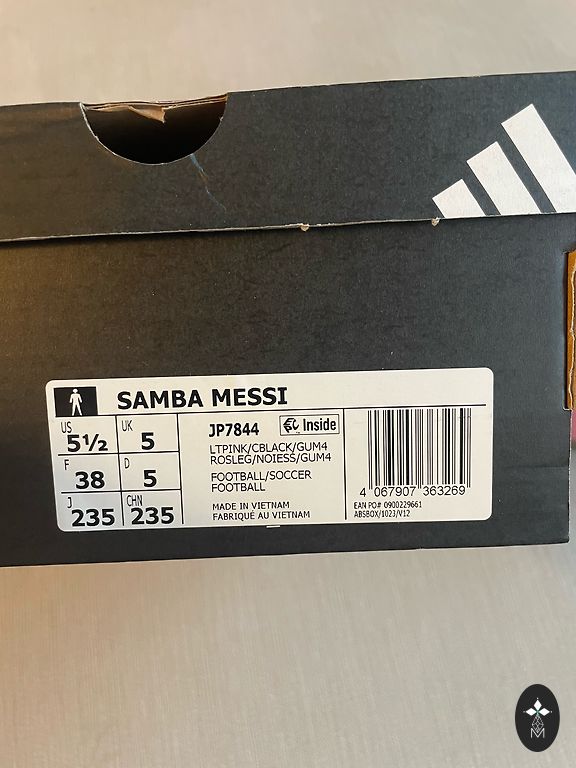 SAMBA MESSI
US 5½ UK 5
F 38 D 5
J 235 CHN 235
JP7844
Inside
LTPINK/CBLACK/GUM4
ROSLEG/NOIESS/GUM4
FOOTBALL/SOCCER
FOOTBALL
MADE IN VIETNAM
FABRIQUÉ AU VIETNAM
4 067907 363269
EAN PO# 0900229661
ABSBOX/1023/V12
M